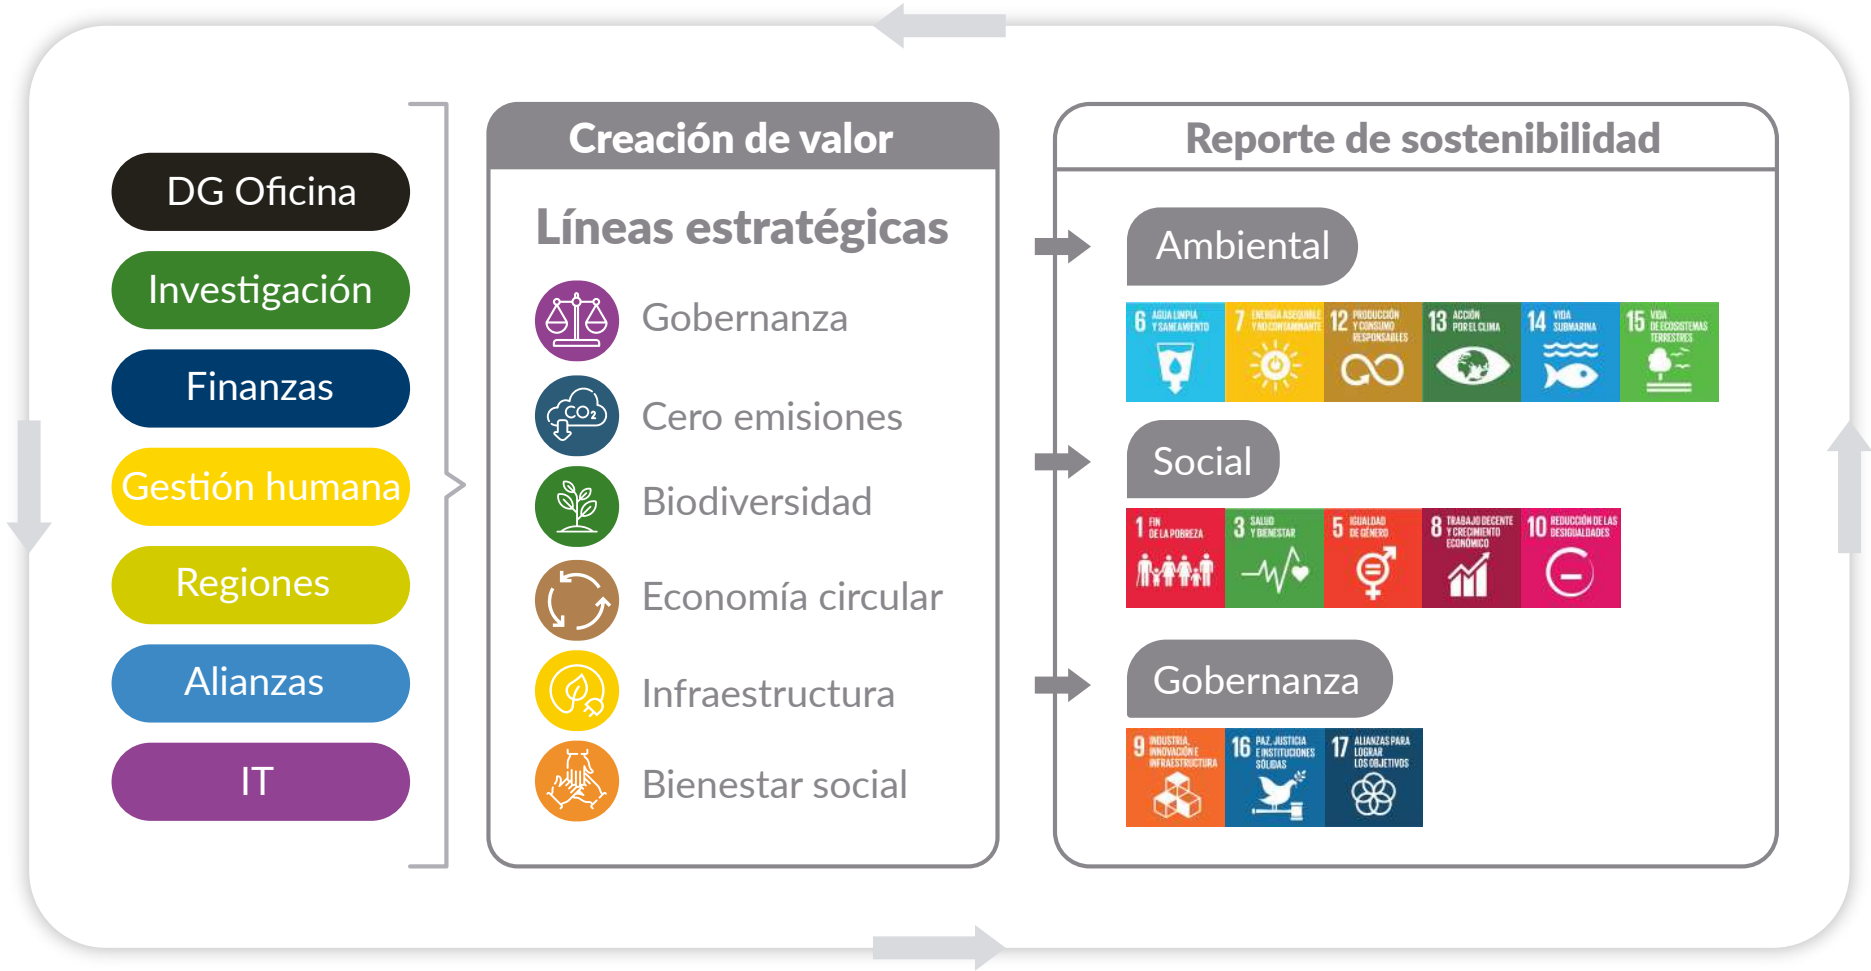 DG Oficina
Investigación
Finanzas
Gestión humana
Regiones
Alianzas
IT
Creación de valor
Líneas estratégicas
Gobernanza
CO2
Cero emisiones
Biodiversidad
Economía circular
Infraestructura
Bienestar social
Reporte de sostenibilidad
Ambiental
6 AGUA LIMPIA
Y SANEAMIENTO
7 ENERGÍA ASEQUIBLE
Y NO CONTAMINANTE
12 PRODUCCIÓN
Y CONSUMO
RESPONSABLES
13 ACCIÓN
POR EL CLIMA
14 VIDA
SUBMARINA
15 VIDA
DE ECOSISTEMAS
TERRESTRES
Social
1 FIN
DE LA POBREZA
3 SALUD
Y BIENESTAR
5 IGUALDAD
DE GÉNERO
8 TRABAJO DECENTE
Y CRECIMIENTO
ECONÓMICO
10 REDUCCIÓN DE LAS
DESIGUALDADES
Gobernanza
9 INDUSTRIA,
INNOVACIÓN E
INFRAESTRUCTURA
16 PAZ, JUSTICIA
E INSTITUCIONES
SÓLIDAS
17 ALIANZAS PARA
LOGRAR
LOS OBJETIVOS